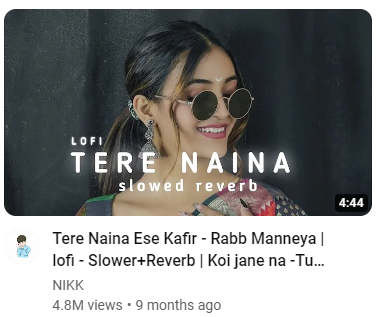 LOFI
TERE NAINA
slowed reverb
4:44
Tere Naina Ese Kafir - Rabb Manneya |
lofi - Slower+Reverb | Koi jane na -Tu...
NIKK
4.8M views • 9 months ago